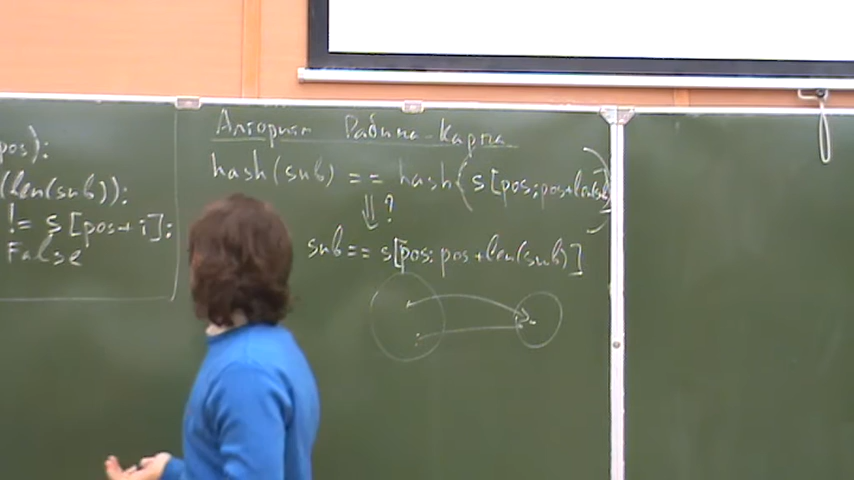 pos):
(len(sub)):
!= s[pos+i]:
False
Алгоритм Рабина-Карпа
hash(sub) == hash(s[pos:pos+len(sub)])
⇓?
sub == s[pos:pos+len(sub)]